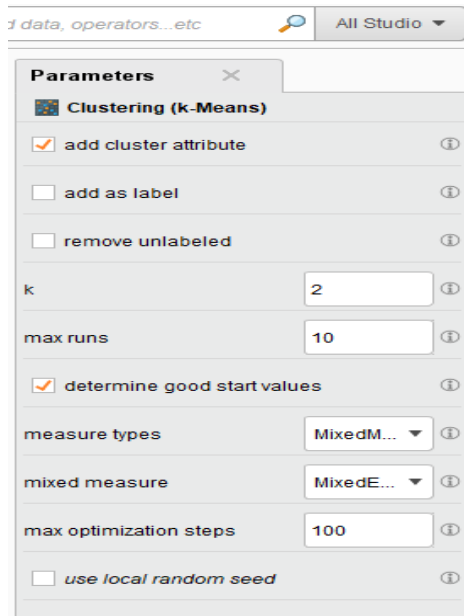 d data, operators...etc All Studio
Parameters
Clustering (k-Means)
add cluster attribute
add as label
remove unlabeled
k 2
max runs 10
determine good start values
measure types MixedM...
mixed measure MixedE...
max optimization steps 100
use local random seed